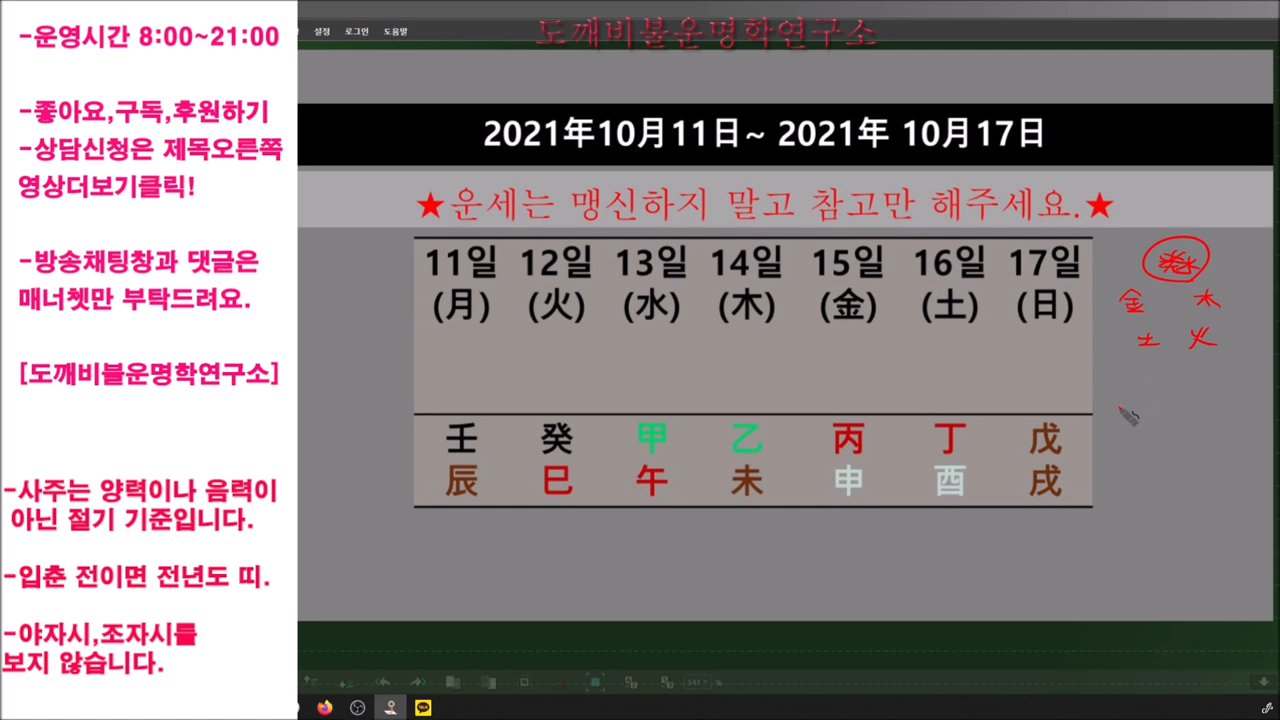 -운영시간 8:00~21:00
-좋아요,구독,후원하기
-상담신청은 제목오른쪽
영상더보기클릭!
-방송채팅창과 댓글은
매너쳇만 부탁드려요.
[도깨비불운명학연구소]
-사주는 양력이나 음력이
아닌 절기 기준입니다.
-입춘 전이면 전년도 띠.
-야자시,조자시를
보지 않습니다.
설정 로그인 도움말
도깨비불운명학연구소
2021年10月11日~ 2021年 10月17日
★운세는 맹신하지 말고 참고만 해주세요.★
11일 12일 13일 14일 15일 16일 17일
(月) (火) (水) (木) (金) (土) (日)
壬 癸 甲 乙 丙 丁 戊
辰 巳 午 未 申 酉 戌
金 木
土 火
TALK